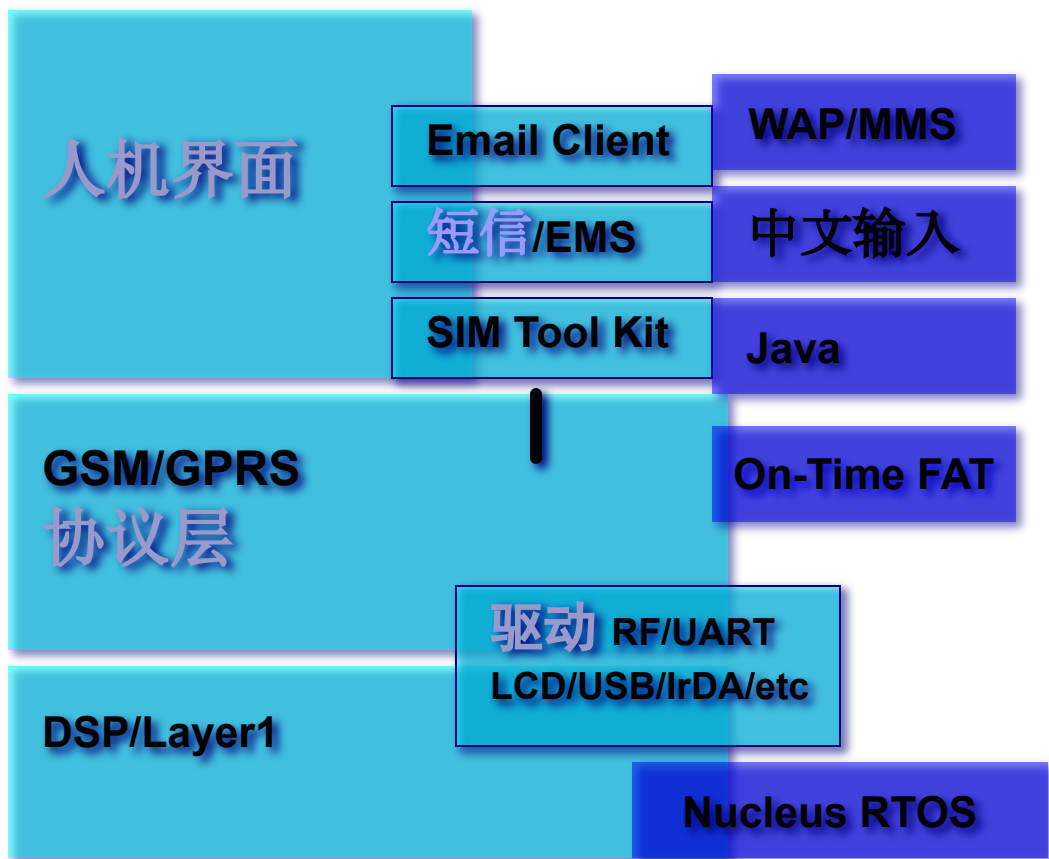 人机界面
Email Client
WAP/MMS
短信/EMS
中文输入
SIM Tool Kit
Java
GSM/GPRS
协议层
On-Time FAT
驱动 RF/UART
LCD/USB/IrDA/etc
DSP/Layer1
Nucleus RTOS